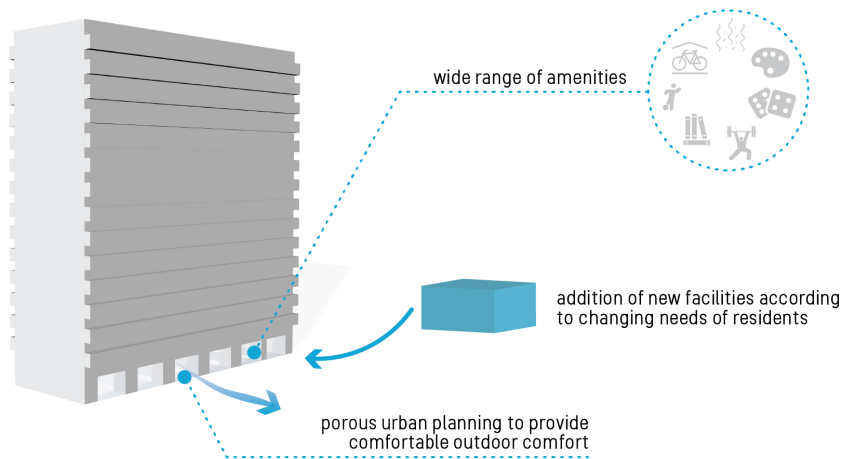 wide range of amenities
addition of new facilities according
to changing needs of residents
porous urban planning to provide
comfortable outdoor comfort